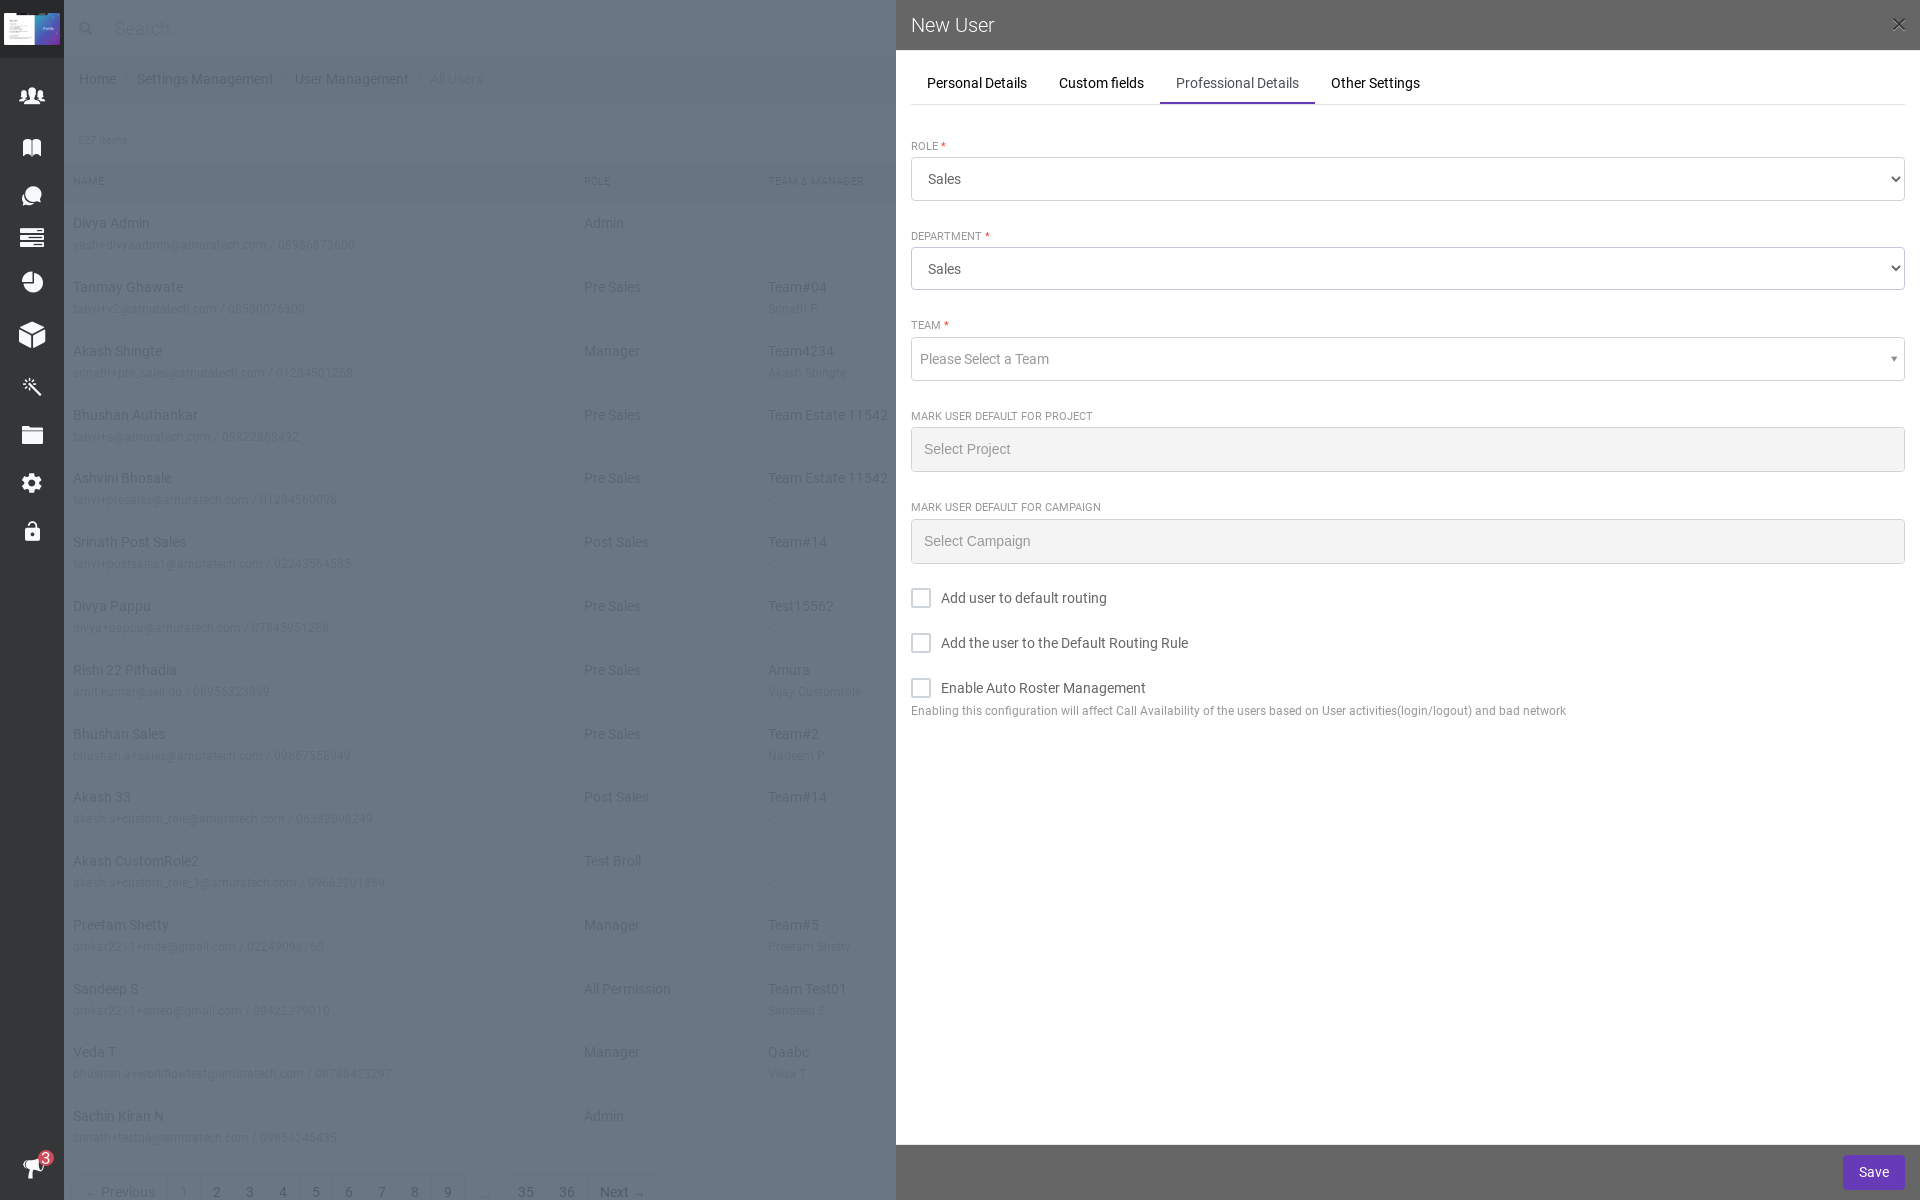 Search..
Home
Settings Management
User Management
All Users
527 Items
NAME
ROLE
TEAM & MANAGER
Divya Admin
Admin
yash+divyaadmin@amuratech.com / 08986873600
-
Tanmay Ghawate
Pre Sales
Team#04
tanvi+v2@amuratech.com / 08530076500
Srinath P
Akash Shingte
Manager
Team4234
srinath+pre_sales@amuratech.com / 01234501268
Akash Shingte
Bhushan Authankar
Pre Sales
Team Estate 11542
tanvi+a@amuratech.com / 09822868492
-
Ashvini Bhosale
Pre Sales
Team Estate 11542
tanvi+presales@amuratech.com / 01234560098
-
Srinath Post Sales
Post Sales
Team#14
tanvi+postsales1@amuratech.com / 02243564535
-
Divya Pappu
Pre Sales
Test15562
divya+pappu@amuratech.com / 07845951288
-
Rishi 22 Pithadia
Pre Sales
Amura
amit.kumar@sell.do / 08956323399
Vijay Customrole
Bhushan Sales
Pre Sales
Team#2
bhushan.a+sales@amuratech.com / 09667558949
Nadeem P
Akash 33
Post Sales
Team#14
akash.s+custom_role@amuratech.com / 06382098249
-
Akash CustomRole2
Test Broll
akash.s+custom_role_3@amuratech.com / 09662201889
-
Preetam Shetty
Manager
Team#5
omkar2211+mde@gmail.com / 02249098760
Preetam Shetty
Sandeep S
All Permission
Team Test01
omkar2211+smed@gmail.com / 09422279010
Sandeep S
Veda T
Manager
Qaabc
bhushan.a+workflowtest@amuratech.com / 09788423297
Veda T
Sachin Kiran N
Admin
srinath+testqa@amuratech.com / 09854245435
-
← Previous 1 2 3 4 5 6 7 8 9 ... 35 36 Next →
3
New User
Personal Details
Custom fields
Professional Details
Other Settings
ROLE *
Sales
DEPARTMENT *
Sales
TEAM *
Please Select a Team
MARK USER DEFAULT FOR PROJECT
Select Project
MARK USER DEFAULT FOR CAMPAIGN
Select Campaign
Add user to default routing
Add the user to the Default Routing Rule
Enable Auto Roster Management
Enabling this configuration will affect Call Availability of the users based on User activities(login/logout) and bad network
Save